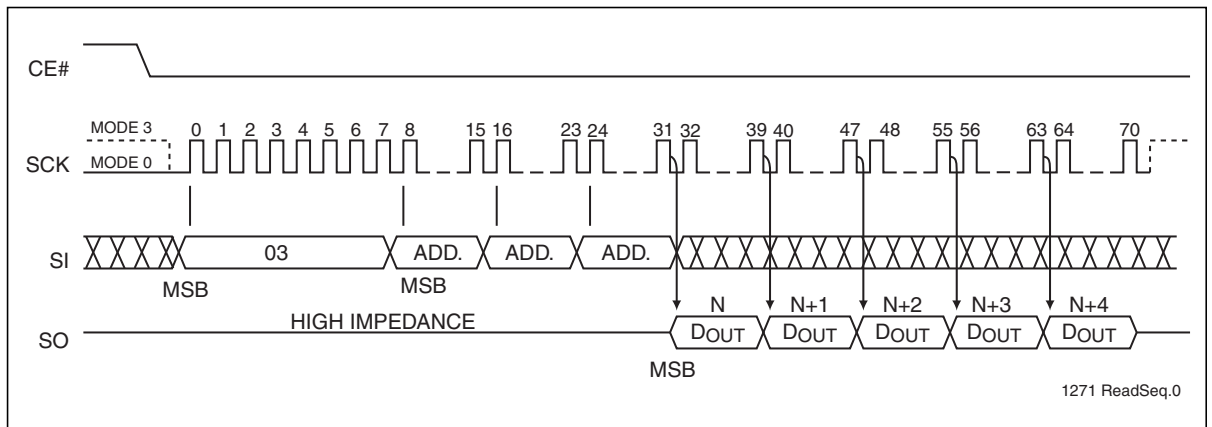 CE#
MODE 3
0 1 2 3 4 5 6 7 8 15 16 23 24 31 32 39 40 47 48 55 56 63 64 70
SCK
MODE 0
SI
03 ADD. ADD. ADD.
MSB MSB
N N+1 N+2 N+3 N+4
HIGH IMPEDANCE
SO
DOUT DOUT DOUT DOUT DOUT
MSB
1271 ReadSeq.0